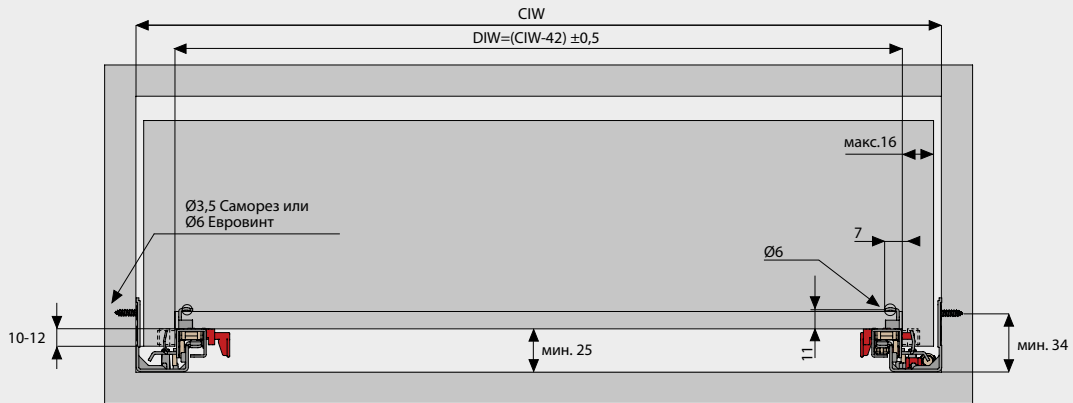 CIW
DIW=(CIW-42) ±0,5
макс.16
Ø3,5 Саморез или
Ø6 Евровинт
7
Ø6
10-12
мин. 25
11
мин. 34